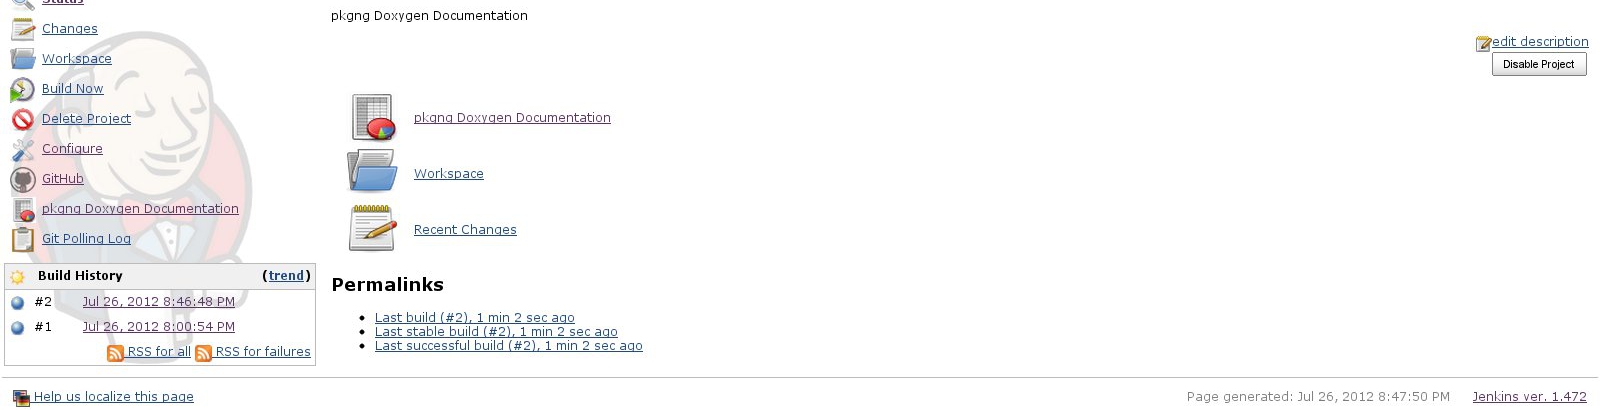 Status
Changes
Workspace
Build Now
Delete Project
Configure
GitHub
pkgng Doxygen Documentation
Git Polling Log
Build History (trend)
#2 Jul 26, 2012 8:46:48 PM
#1 Jul 26, 2012 8:00:54 PM
RSS for all RSS for failures
pkgng Doxygen Documentation
edit description
Disable Project
pkgng Doxygen Documentation
Workspace
Recent Changes
Permalinks
Last build (#2), 1 min 2 sec ago
Last stable build (#2), 1 min 2 sec ago
Last successful build (#2), 1 min 2 sec ago
Help us localize this page
Page generated: Jul 26, 2012 8:47:50 PM Jenkins ver. 1.472